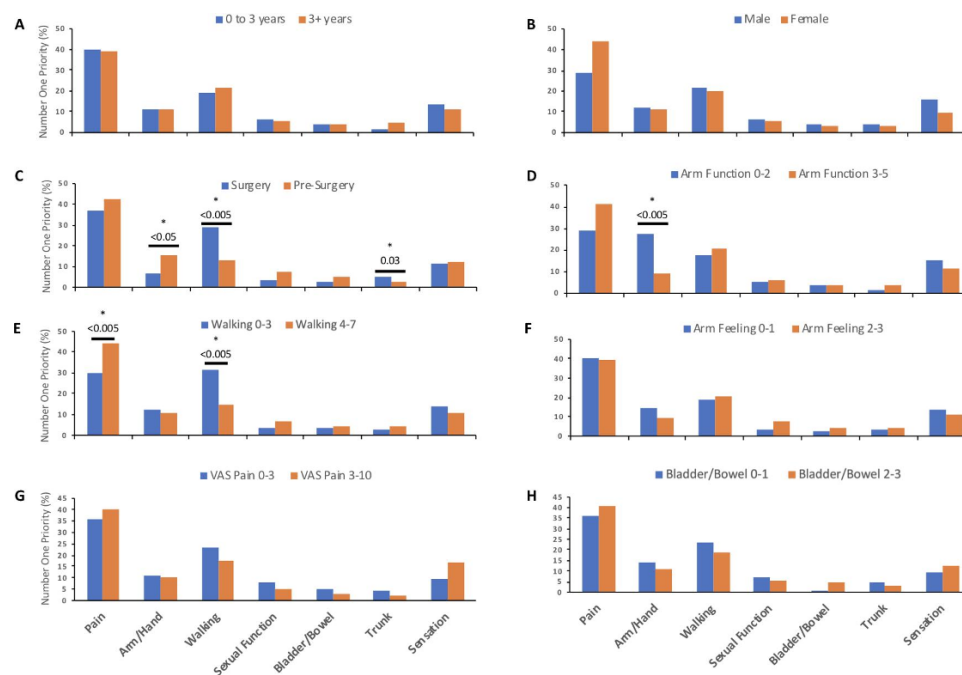 A
0 to 3 years 3+ years
Number One Priority (%)
50
40
30
20
10
0
B
Male Female
50
40
30
20
10
0
C
Surgery Pre-Surgery
Number One Priority (%)
50
40
30
20
10
0
*
<0.05
*
<0.005
*
0.03
D
Arm Function 0-2 Arm Function 3-5
50
40
30
20
10
0
*
<0.005
E
Walking 0-3 Walking 4-7
Number One Priority (%)
50
40
30
20
10
0
*
<0.005
*
<0.005
F
Arm Feeling 0-1 Arm Feeling 2-3
50
40
30
20
10
0
G
VAS Pain 0-3 VAS Pain 3-10
Number One Priority (%)
45
40
35
30
25
20
15
10
5
0
Pain
Arm/Hand
Walking
Sexual Function
Bladder/Bowel
Trunk
Sensation
H
Bladder/Bowel 0-1 Bladder/Bowel 2-3
45
40
35
30
25
20
15
10
5
0
Pain
Arm/Hand
Walking
Sexual Function
Bladder/Bowel
Trunk
Sensation